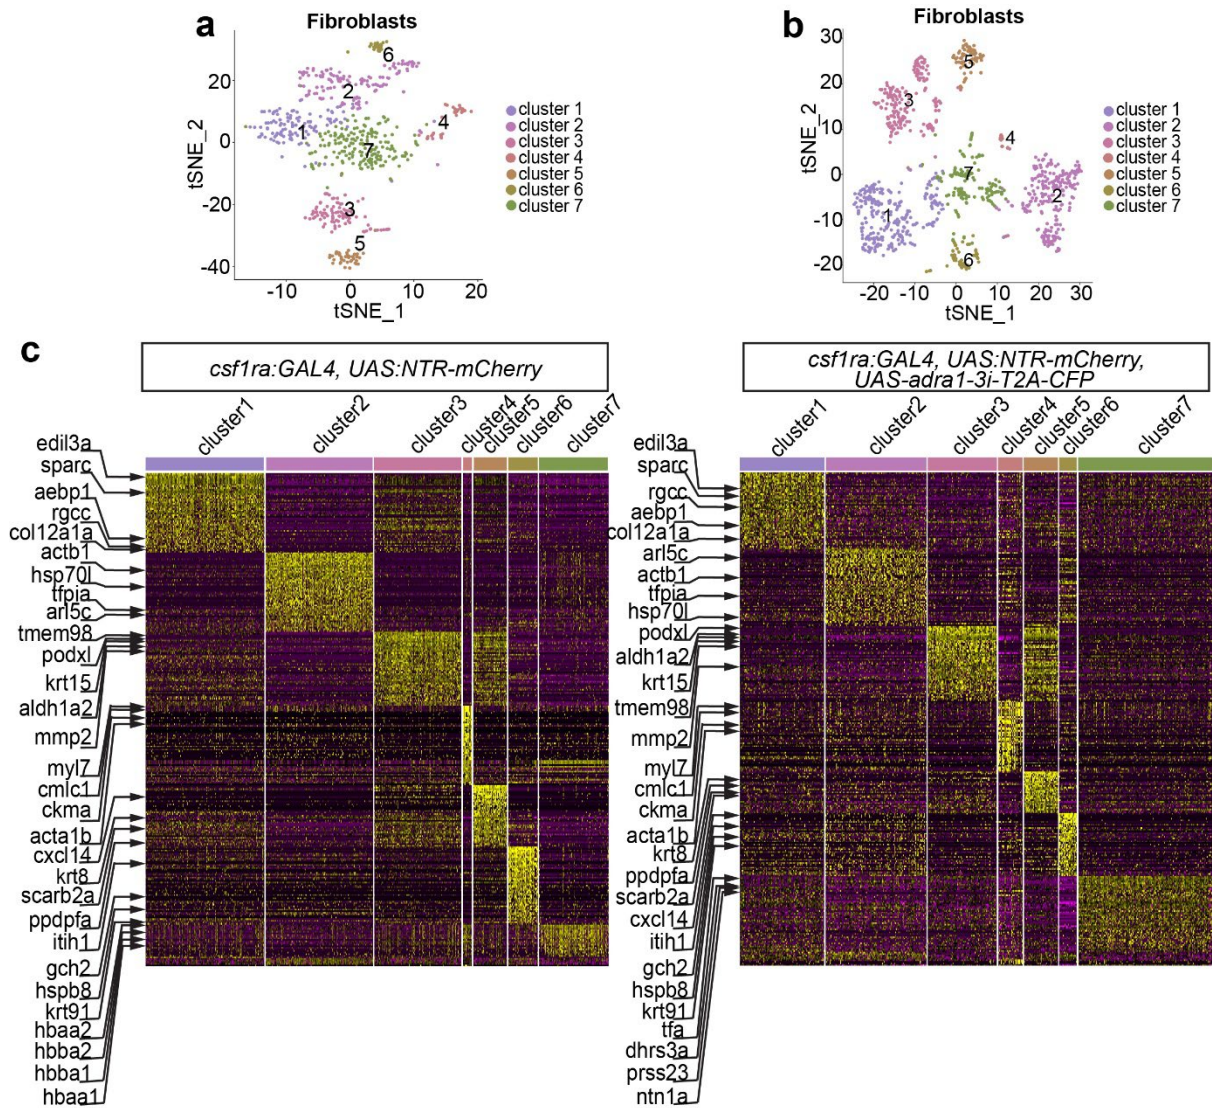 a
Fibroblasts
6
2
1
7
4
3
5
20
0
-20
-40
tSNE_2
-10
0
10
20
tSNE_1
cluster 1
cluster 2
cluster 3
cluster 4
cluster 5
cluster 6
cluster 7
b
Fibroblasts
5
3
4
7
1
2
6
30
20
10
0
-10
-20
tSNE_2
-20
-10
0
10
20
30
tSNE_1
cluster 1
cluster 2
cluster 3
cluster 4
cluster 5
cluster 6
cluster 7
c
csf1ra:GAL4, UAS:NTR-mCherry
cluster1
cluster2
cluster3
cluster4
cluster5
cluster6
cluster7
edil3a
sparc
aebp1
rgcc
col12a1a
actb1
hsp70l
tfpia
arl5c
tmem98
podxl
krt15
aldh1a2
mmp2
myl7
cmlc1
ckma
acta1b
cxcl14
krt8
scarb2a
ppdpfa
itih1
gch2
hspb8
krt91
hbaa2
hbba2
hbba1
hbaa1
csf1ra:GAL4, UAS:NTR-mCherry,
UAS-adra1-3i-T2A-CFP
cluster1
cluster2
cluster3
cluster4
cluster5
cluster6
cluster7
edil3a
sparc
rgcc
aebp1
col12a1a
arl5c
actb1
hsp70l
podxl
aldh1a2
krt15
tmem98
mmp2
myl7
cmlc1
ckma
acta1b
krt8
ppdpfa
scarb2a
cxcl14
itih1
gch2
hspb8
krt91
tfa
dhrs3a
prss23
ntn1a